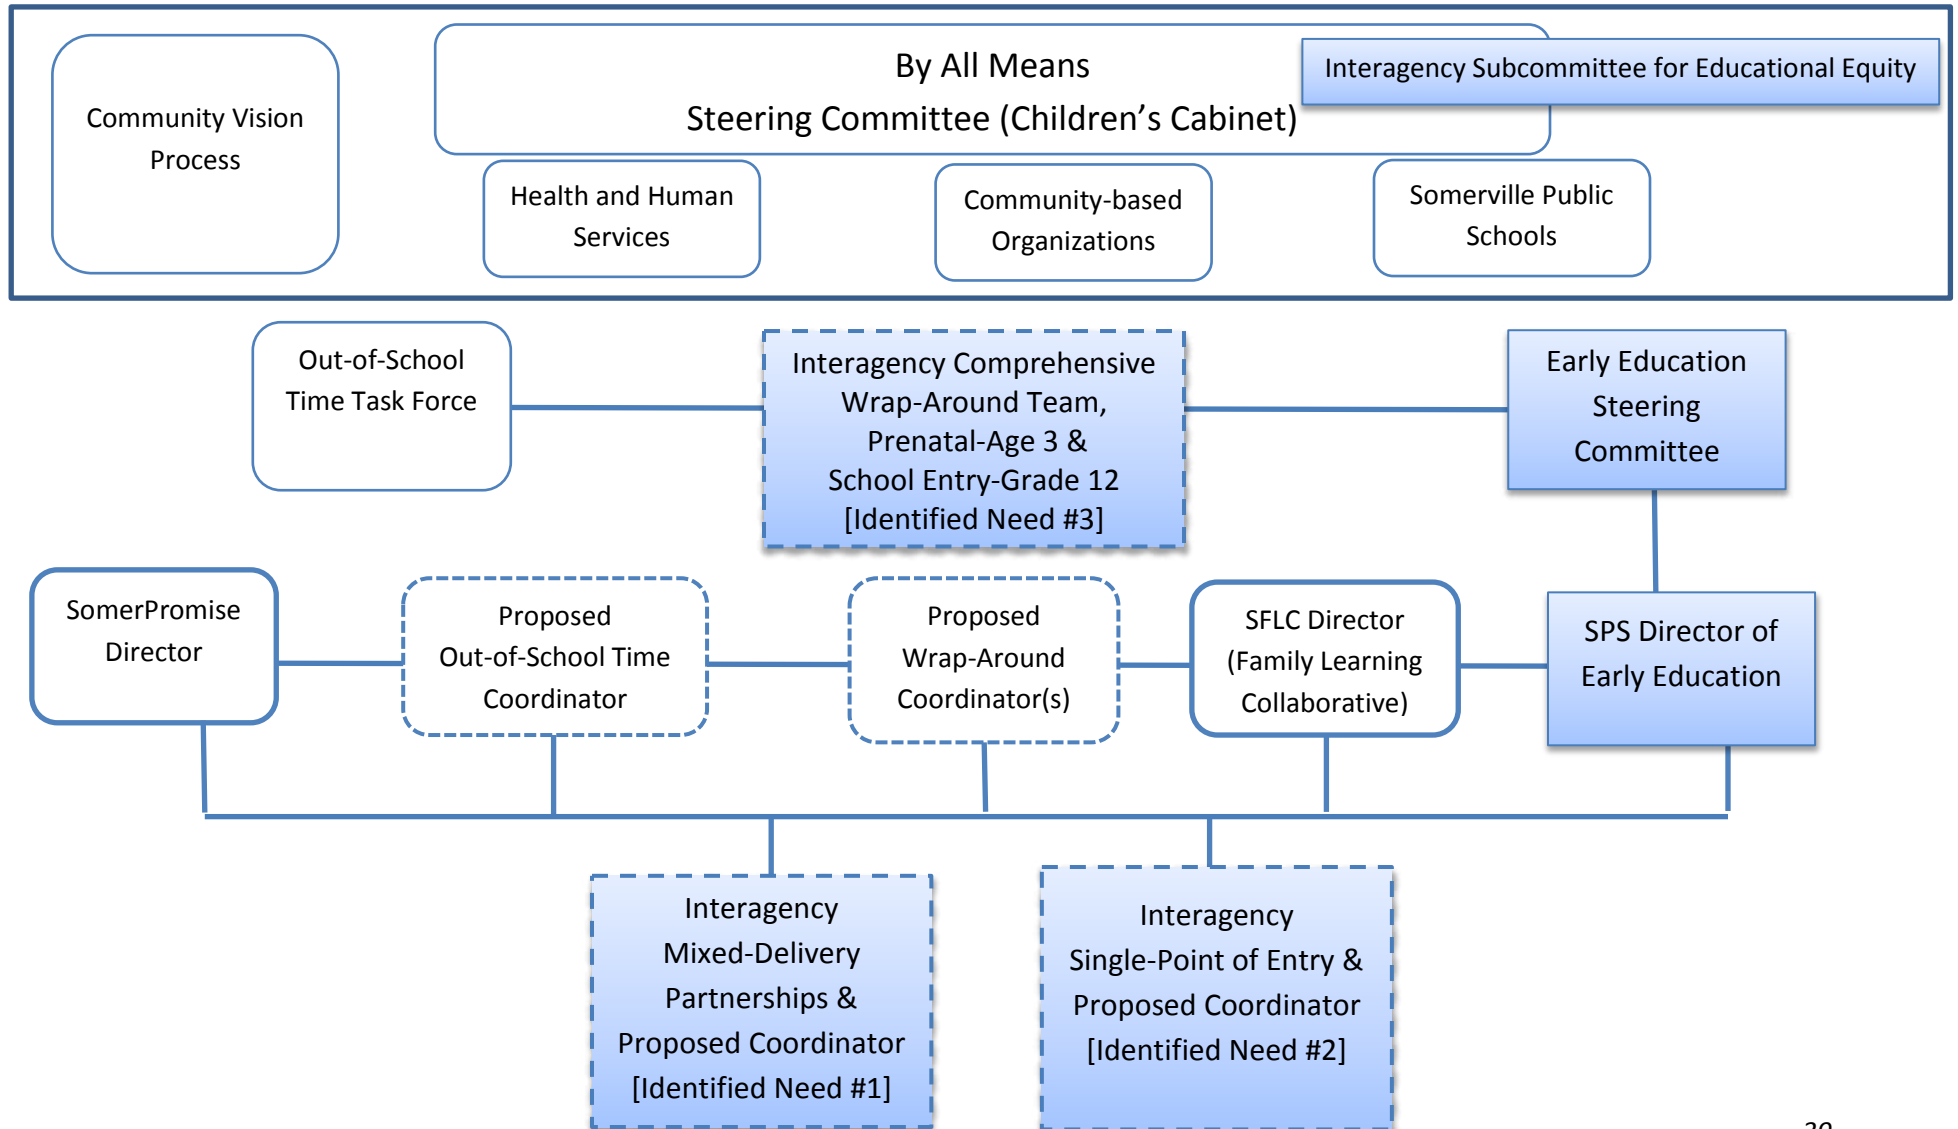 By All Means
Steering Committee (Children’s Cabinet)
Interagency Subcommittee for Educational Equity
Community Vision
Process
Health and Human
Services
Community-based
Organizations
Somerville Public
Schools
Out-of-School
Time Task Force
Interagency Comprehensive
Wrap-Around Team,
Prenatal-Age 3 &
School Entry-Grade 12
[Identified Need #3]
Early Education
Steering
Committee
SomerPromise
Director
Proposed
Out-of-School Time
Coordinator
Proposed
Wrap-Around
Coordinator(s)
SFLC Director
(Family Learning
Collaborative)
SPS Director of
Early Education
Interagency
Mixed-Delivery
Partnerships &
Proposed Coordinator
[Identified Need #1]
Interagency
Single-Point of Entry &
Proposed Coordinator
[Identified Need #2]